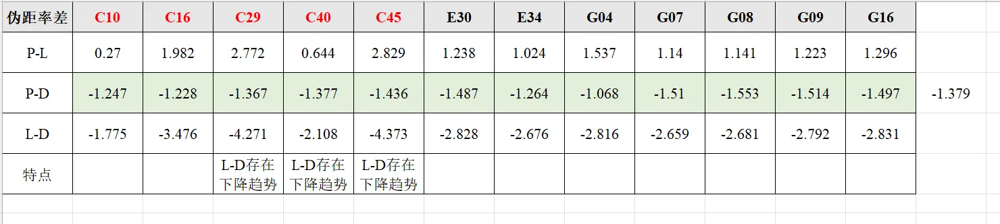 伪距率差 C10 C16 C29 C40 C45 E30 E34 G04 G07 G08 G09 G16
P-L 0.27 1.982 2.772 0.644 2.829 1.238 1.024 1.537 1.14 1.141 1.223 1.296
P-D -1.247 -1.228 -1.367 -1.377 -1.436 -1.487 -1.264 -1.068 -1.51 -1.553 -1.514 -1.497 -1.379
L-D -1.775 -3.476 -4.271 -2.108 -4.373 -2.828 -2.676 -2.816 -2.659 -2.681 -2.792 -2.831
特点 L-D存在 L-D存在 L-D存在
下降趋势 下降趋势 下降趋势